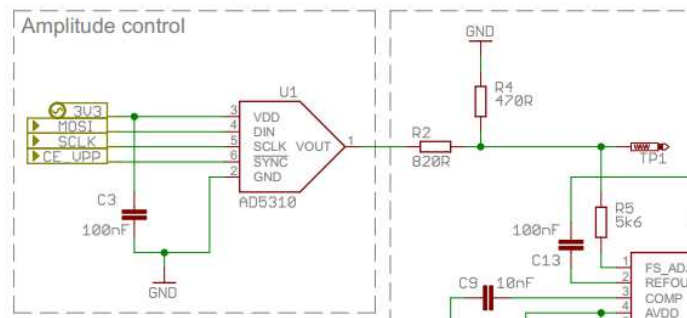 Amplitude control
GND
U1
R4
470R
3V3
MOSI
SCLK
CE_VPP
3
4
5
6
2
VDD
DIN
SCLK
SYNC
GND
VOUT
1
AD5310
R2
820R
TP1
C3
100nF
GND
R5
5k6
100nF
C13
C9
10nF
1
2
3
4
FS_AD
REFOU
COMP
AVDD